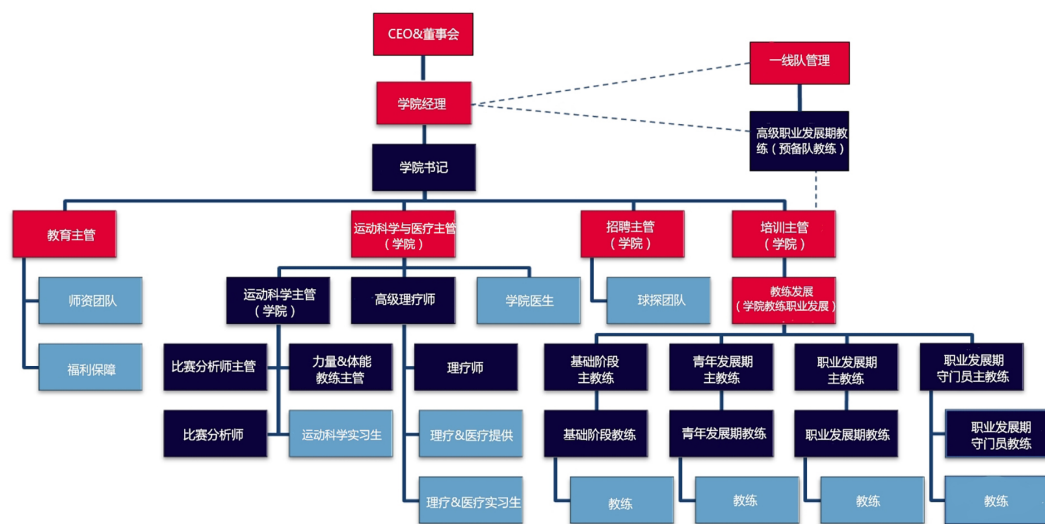 CEO&董事会
一线队管理
学院经理
高级职业发展期教
练（预备队教练）
学院书记
教育主管
运动科学与医疗主管
（学院）
招聘主管
（学院）
培训主管
（学院）
师资团队
运动科学主管
（学院）
高级理疗师
学院医生
球探团队
教练发展
（学院教练职业发展）
福利保障
比赛分析师主管
力量&体能
教练主管
理疗师
基础阶段
主教练
青年发展期
主教练
职业发展期
主教练
职业发展期
守门员主教练
比赛分析师
运动科学实习生
理疗&医疗提供
基础阶段教练
青年发展期教练
职业发展期教练
职业发展期
守门员教练
理疗&医疗实习生
教练
教练
教练
教练